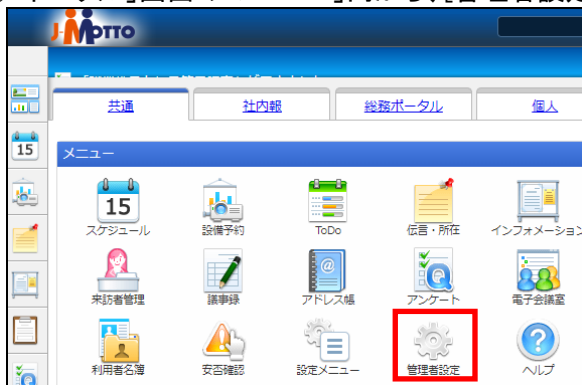 J-MOTTO
共通 社内報 総務ポータル 個人
15
メニュー
15
スケジュール 設備予約 ToDo 伝言・所在 インフォメーション
来訪者管理 議事録 アドレス帳 アンケート 電子会議室
利用者名簿 安否確認 設定メニュー 管理者設定 ヘルプ